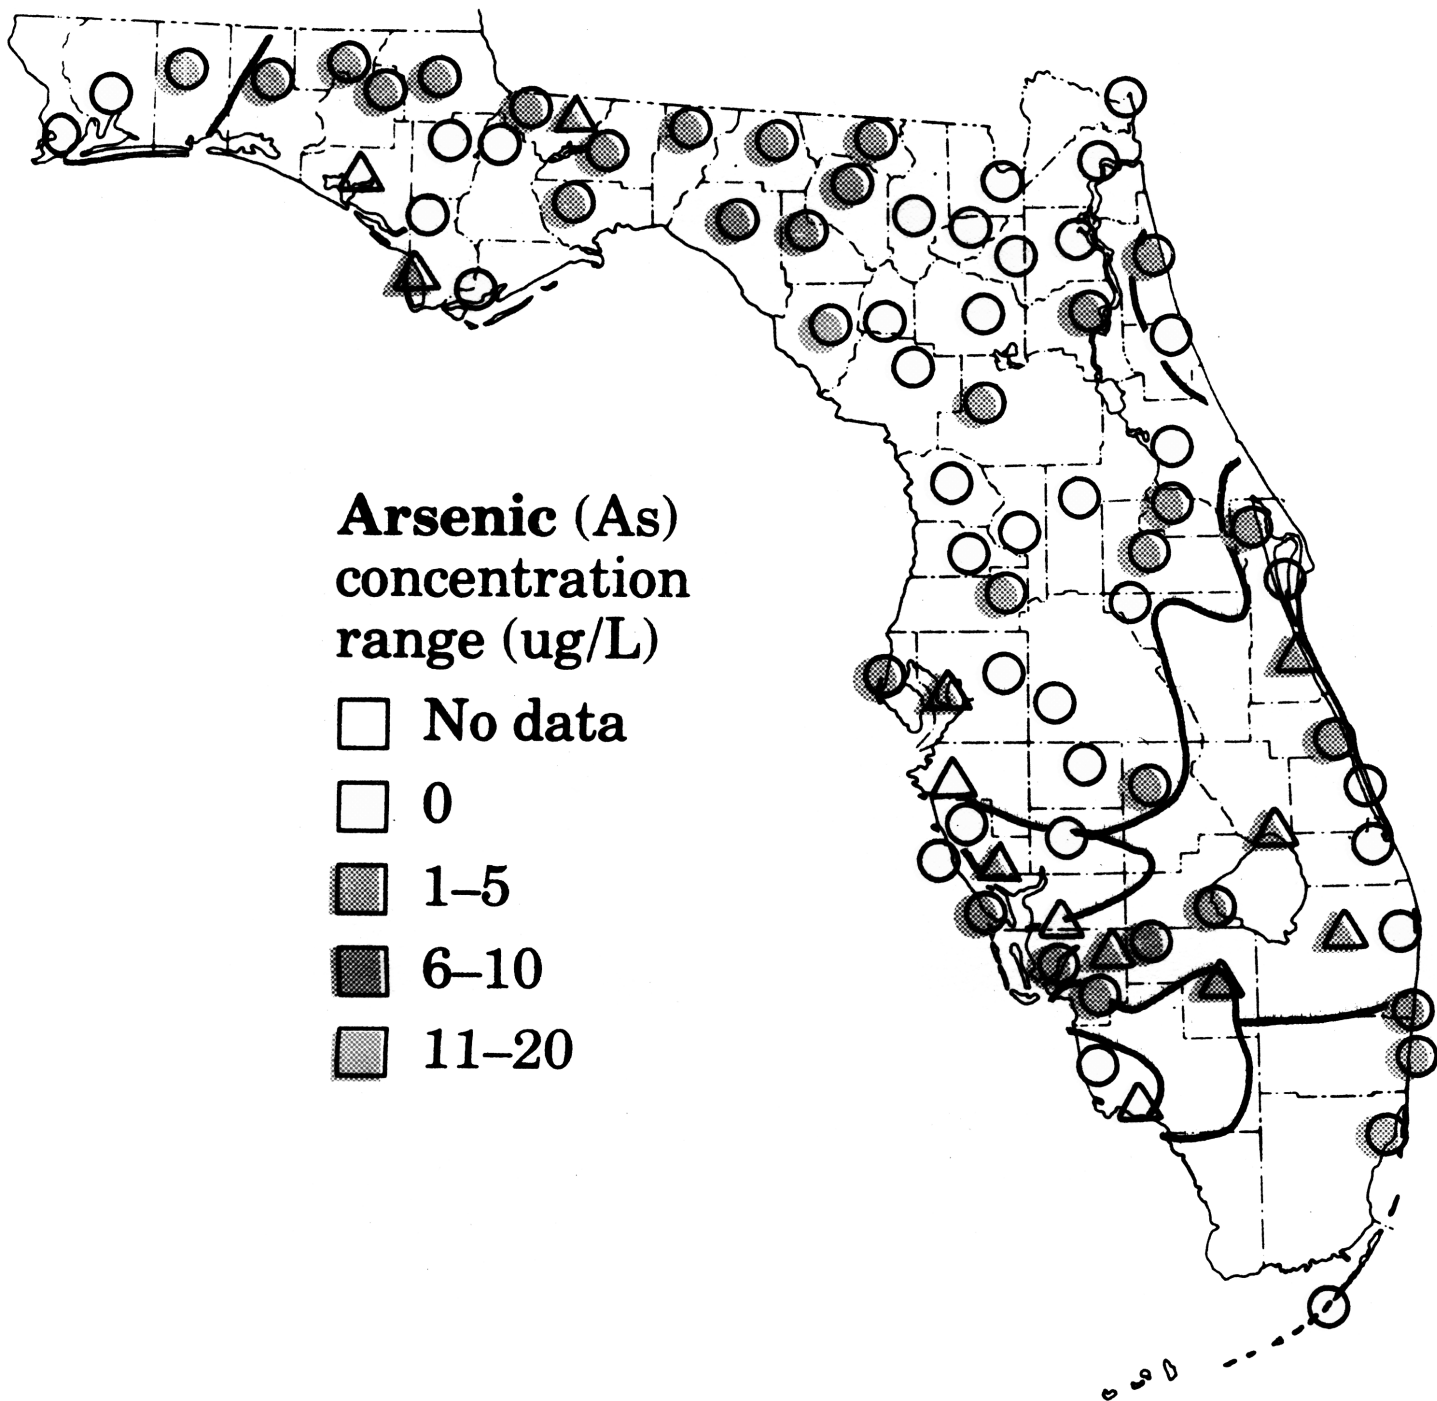 Arsenic (As)
concentration
range (ug/L)
No data
0
1–5
6–10
11–20